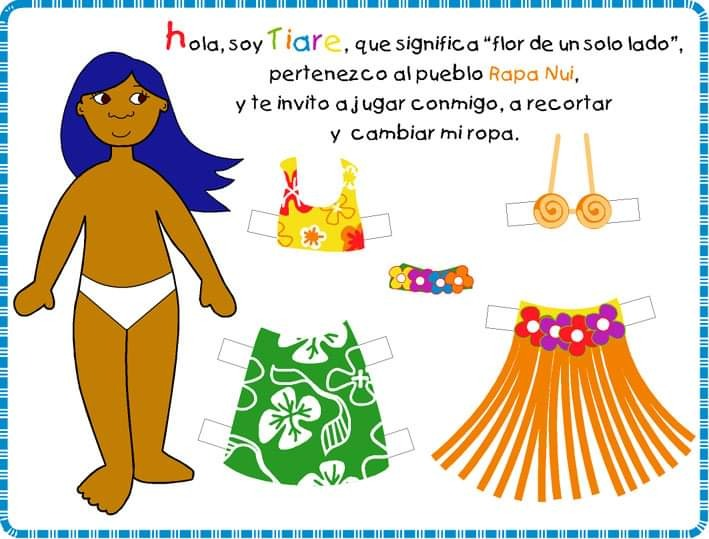 hola, soy Tiare, que significa “flor de un solo lado”,
pertenezco al pueblo Rapa Nui,
y te invito a jugar conmigo, a recortar
y cambiar mi ropa.